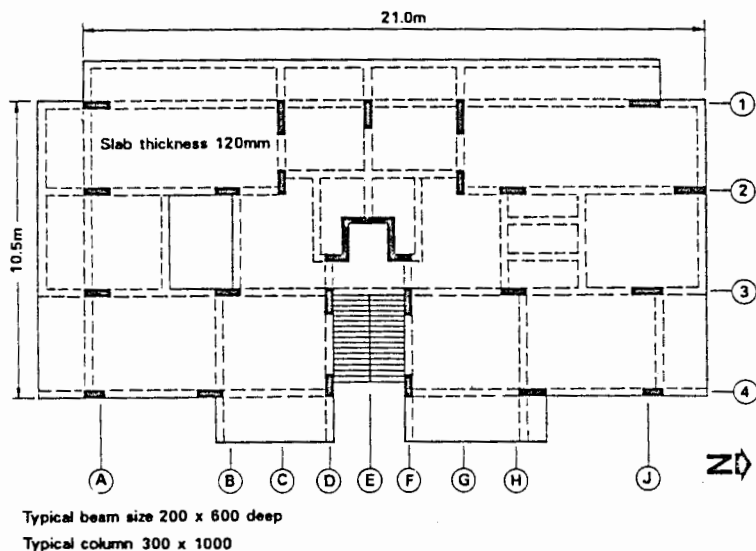 21.0m
1
Slab thickness 120mm
2
10.5m
3
4
A B C D E F G H J
N
Typical beam size 200 x 600 deep
Typical column 300 x 1000